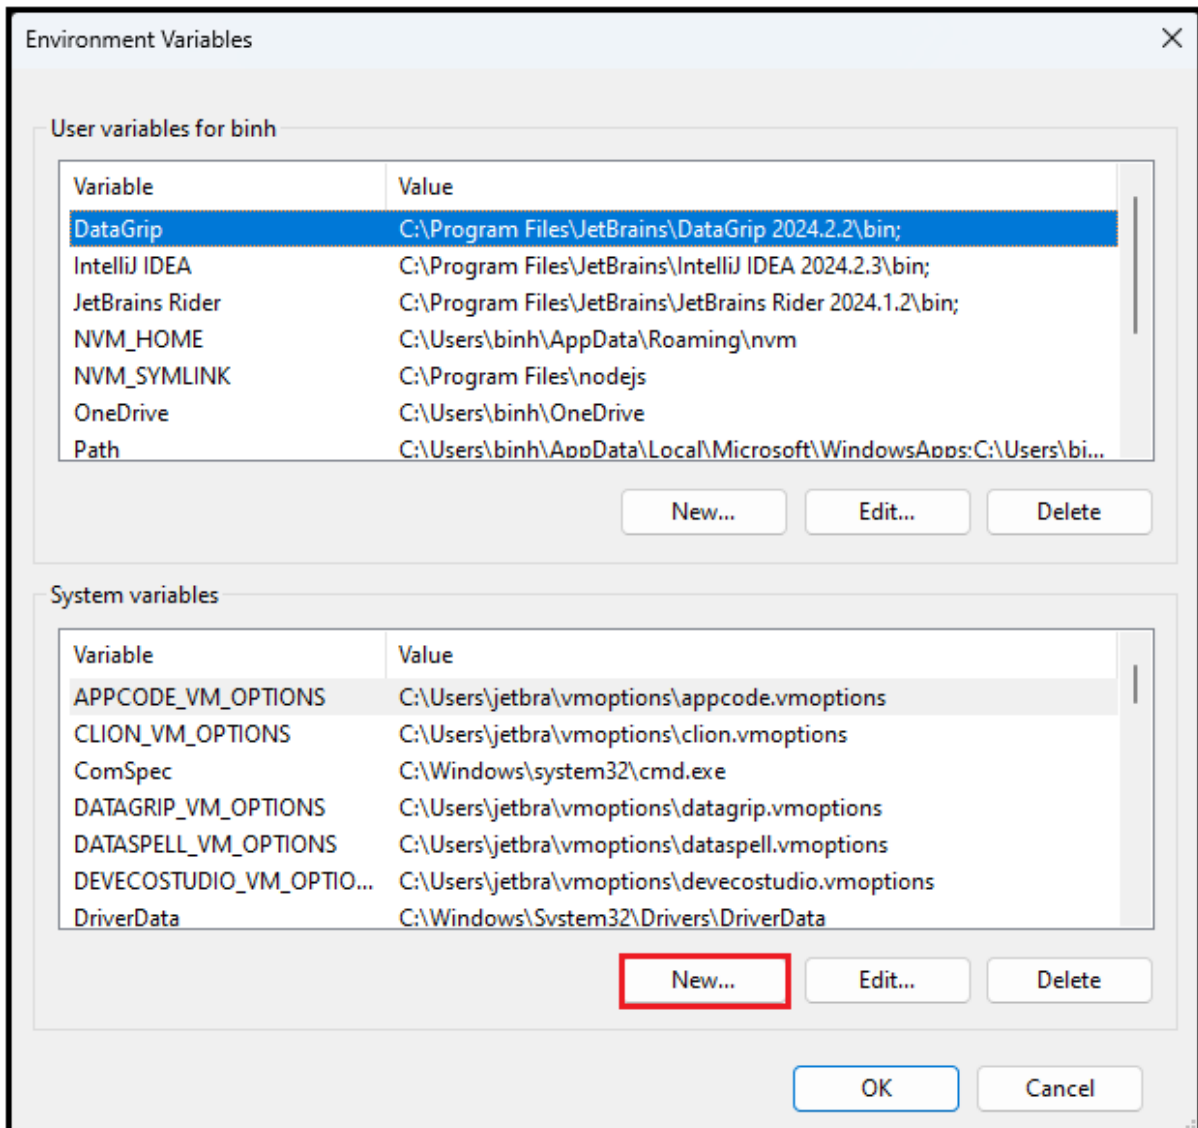 Environment Variables
User variables for binh
Variable Value
DataGrip C:\Program Files\JetBrains\DataGrip 2024.2.2\bin;
IntelliJ IDEA C:\Program Files\JetBrains\IntelliJ IDEA 2024.2.3\bin;
JetBrains Rider C:\Program Files\JetBrains\JetBrains Rider 2024.1.2\bin;
NVM_HOME C:\Users\binh\AppData\Roaming\nvm
NVM_SYMLINK C:\Program Files\nodejs
OneDrive C:\Users\binh\OneDrive
Path C:\Users\binh\AppData\Local\Microsoft\WindowsApps;C:\Users\bi...
New... Edit... Delete
System variables
Variable Value
APPCODE_VM_OPTIONS C:\Users\jetbra\vmoptions\appcode.vmoptions
CLION_VM_OPTIONS C:\Users\jetbra\vmoptions\clion.vmoptions
ComSpec C:\Windows\system32\cmd.exe
DATAGRIP_VM_OPTIONS C:\Users\jetbra\vmoptions\datagrip.vmoptions
DATASPELL_VM_OPTIONS C:\Users\jetbra\vmoptions\dataspell.vmoptions
DEVECOSTUDIO_VM_OPTIO... C:\Users\jetbra\vmoptions\devecostudio.vmoptions
DriverData C:\Windows\System32\Drivers\DriverData
New... Edit... Delete
OK Cancel